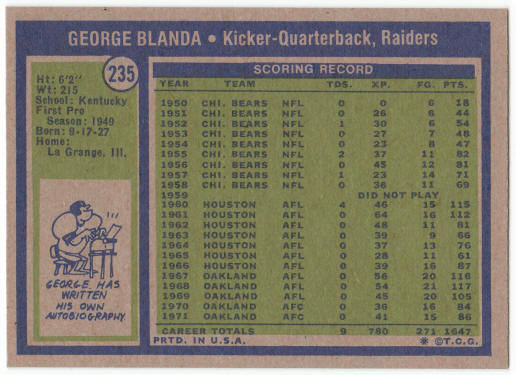 GEORGE BLANDA • Kicker-Quarterback, Raiders
235
Ht: 6'2"
Wt: 215
School: Kentucky
First Pro
Season: 1949
Born: 9-17-27
Home:
La Grange, Ill.
GEORGE HAS
WRITTEN
HIS OWN
AUTOBIOGRAPHY.
SCORING RECORD
YEAR TEAM TDS. XP. FG. PTS.
1950 CHI. BEARS NFL 0 0 6 18
1951 CHI. BEARS NFL 0 26 6 44
1952 CHI. BEARS NFL 1 30 6 54
1953 CHI. BEARS NFL 0 27 7 48
1954 CHI. BEARS NFL 0 23 8 47
1955 CHI. BEARS NFL 2 37 11 82
1956 CHI. BEARS NFL 0 45 12 81
1957 CHI. BEARS NFL 1 23 14 71
1958 CHI. BEARS NFL 0 36 11 69
1959 DID NOT PLAY
1960 HOUSTON AFL 4 46 15 115
1961 HOUSTON AFL 0 64 16 112
1962 HOUSTON AFL 0 48 11 81
1963 HOUSTON AFL 0 39 9 66
1964 HOUSTON AFL 0 37 13 76
1965 HOUSTON AFL 0 28 11 61
1966 HOUSTON AFL 0 39 16 87
1967 OAKLAND AFL 0 56 20 116
1968 OAKLAND AFL 0 54 21 117
1969 OAKLAND AFL 0 45 20 105
1970 OAKLAND AFC 0 36 16 84
1971 OAKLAND AFC 0 41 15 86
CAREER TOTALS 9 780 271 1647
PRTD. IN U.S.A. * © T.C.G.